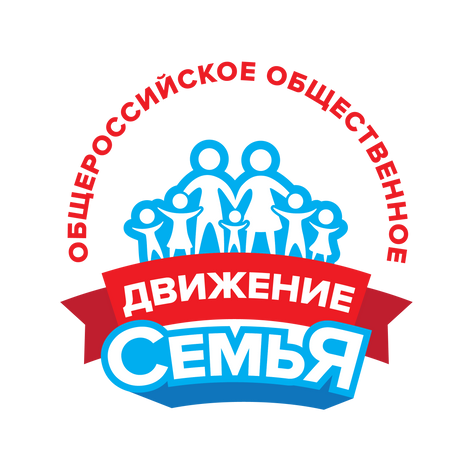 ОБЩЕРОССИЙСКОЕ ОБЩЕСТВЕННОЕ
ДВИЖЕНИЕ
СЕМЬЯ